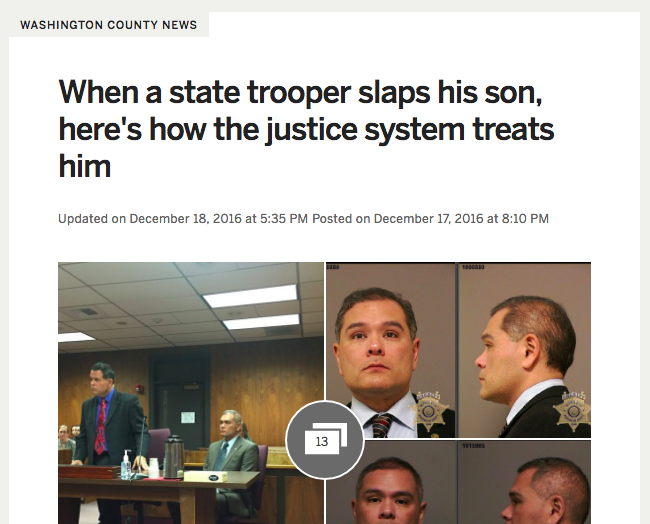 WASHINGTON COUNTY NEWS
When a state trooper slaps his son,
here's how the justice system treats
him
Updated on December 18, 2016 at 5:35 PM Posted on December 17, 2016 at 8:10 PM
13